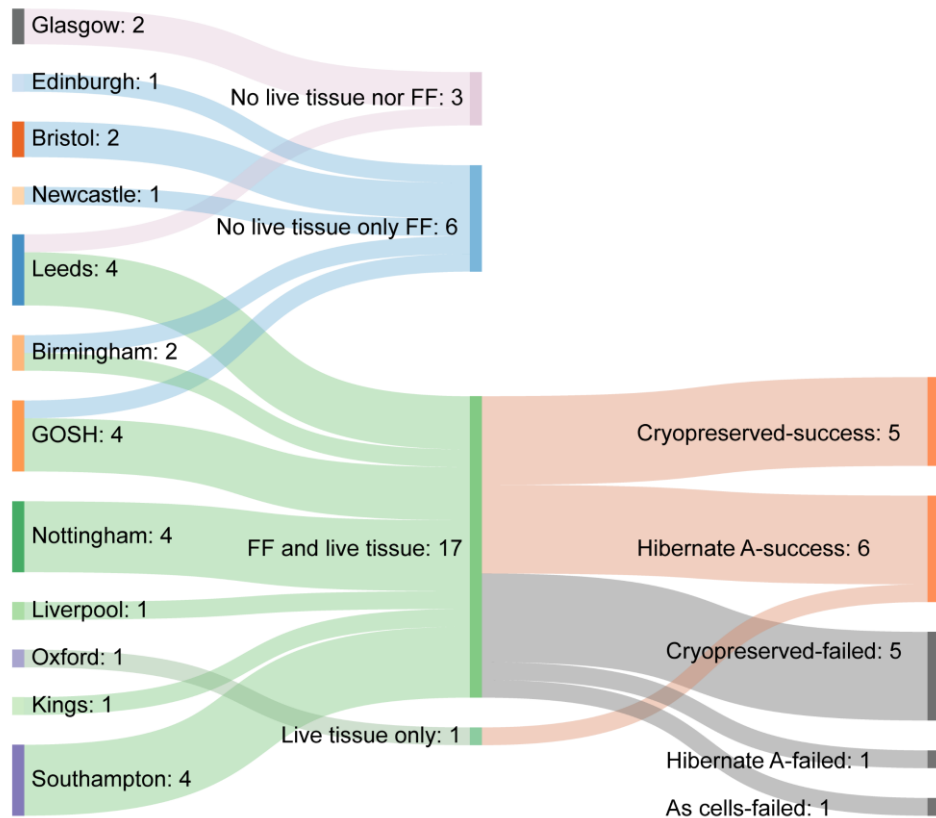 Glasgow: 2
Edinburgh: 1
Bristol: 2
Newcastle: 1
Leeds: 4
Birmingham: 2
GOSH: 4
Nottingham: 4
Liverpool: 1
Oxford: 1
Kings: 1
Southampton: 4
No live tissue nor FF: 3
No live tissue only FF: 6
FF and live tissue: 17
Live tissue only: 1
Cryopreserved-success: 5
Hibernate A-success: 6
Cryopreserved-failed: 5
Hibernate A-failed: 1
As cells-failed: 1